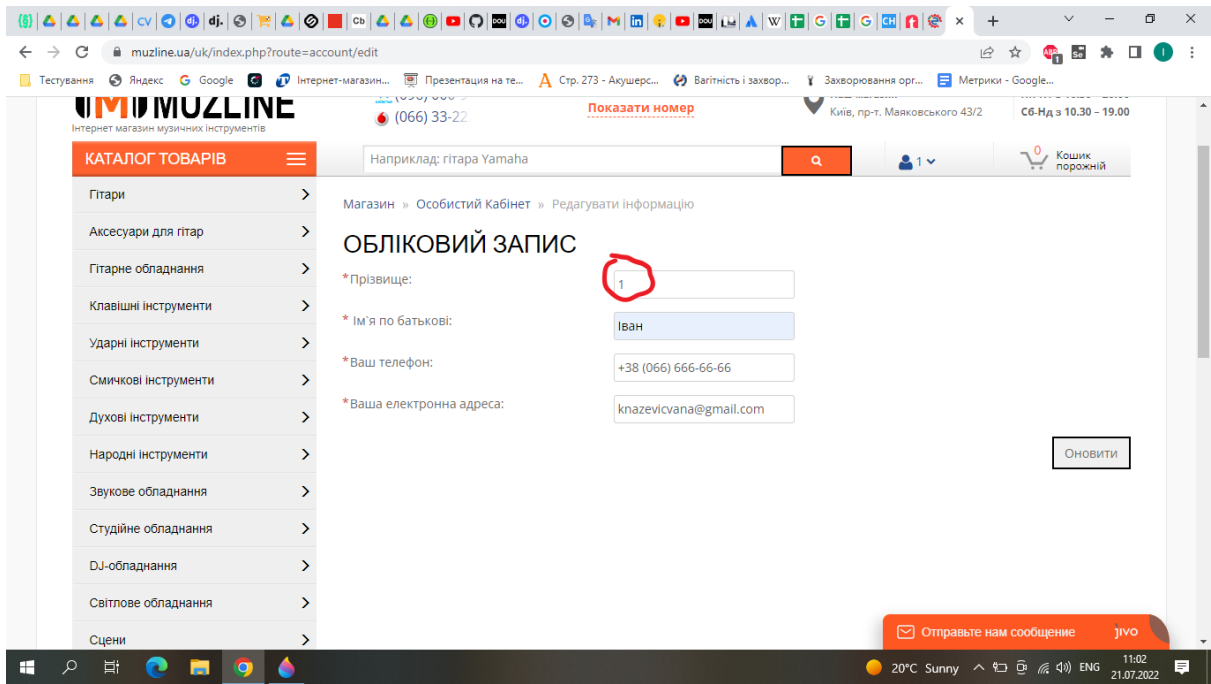 muzline.ua/uk/index.php?route=account/edit
Тестування Яндекс Google Інтернет-магазин... Презентация на те... Стр. 273 - Акушерс... Вагітність і захвор... Захворювання орг... Метрики - Google...
MUZLINE
Інтернет магазин музичних інструментів
(066) 33-22
Показати номер
Київ, пр-т. Маяковського 43/2
Сб-Нд з 10.30 – 19.00
КАТАЛОГ ТОВАРІВ
Наприклад: гітара Yamaha
1
0
Кошик
порожній
Гітари
Аксесуари для гітар
Гітарне обладнання
Клавішні інструменти
Ударні інструменти
Смичкові інструменти
Духові інструменти
Народні інструменти
Звукове обладнання
Студійне обладнання
DJ-обладнання
Світлове обладнання
Сцени
Магазин » Особистий Кабінет » Редагувати інформацію
ОБЛІКОВИЙ ЗАПИС
*Прізвище:
1
* Ім`я по батькові:
Іван
*Ваш телефон:
+38 (066) 666-66-66
*Ваша електронна адреса:
knazevicvana@gmail.com
Оновити
Отправьте нам сообщение jivo
20°C Sunny
ENG
11:02
21.07.2022